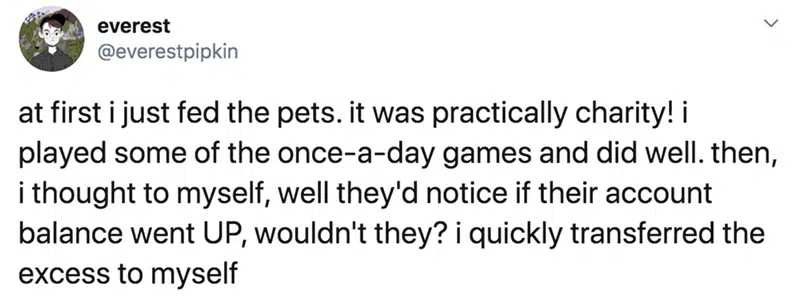 everest
@everestpipkin
at first i just fed the pets. it was practically charity! i
played some of the once-a-day games and did well. then,
i thought to myself, well they'd notice if their account
balance went UP, wouldn't they? i quickly transferred the
excess to myself